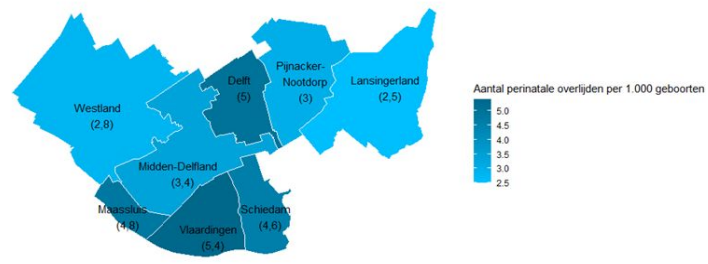 Pijnacker-
Nootdorp
(3)
Delft
(5)
Lansingerland
(2,5)
Westland
(2,8)
Midden-Delfland
(3,4)
Maassluis
(4,8)
Vlaardingen
(5,4)
Schiedam
(4,6)
Aantal perinatale overlijden per 1.000 geboorten
5.0
4.5
4.0
3.5
3.0
2.5